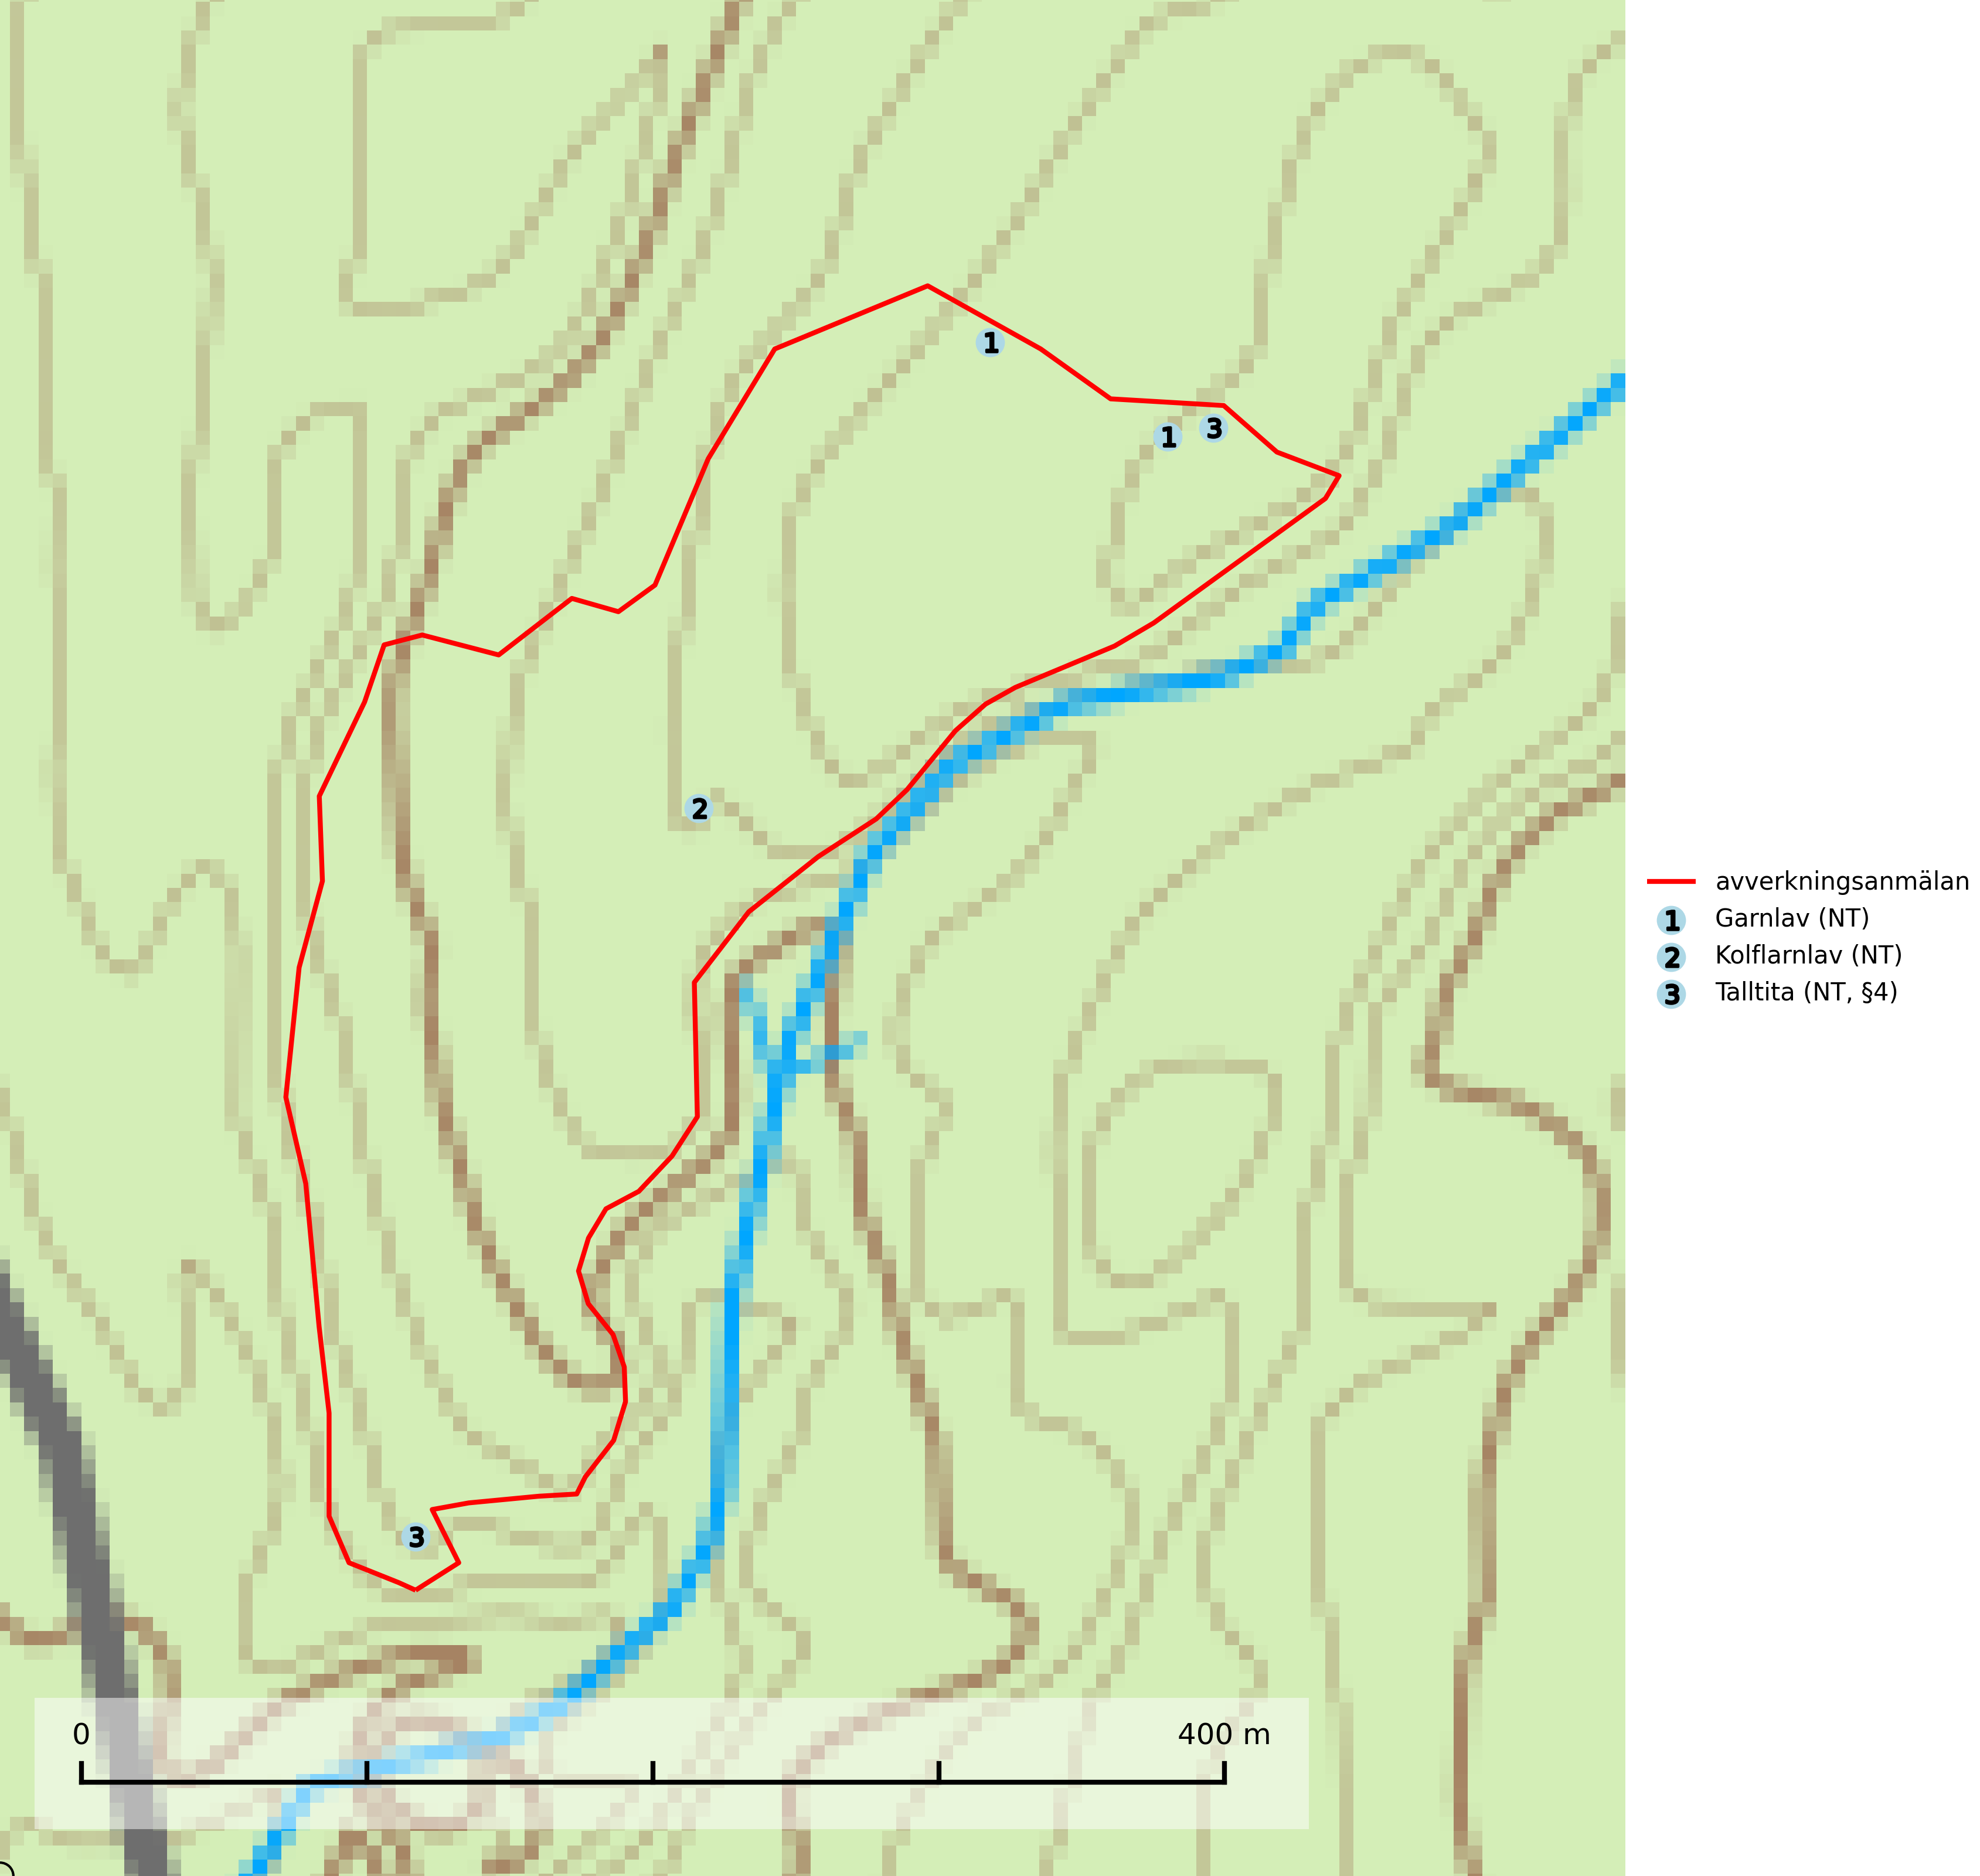 1
1
3
2
avverkningsanmälan
1 Garnlav (NT)
2 Kolflarnlav (NT)
3 Talltita (NT, §4)
3
0 400 m